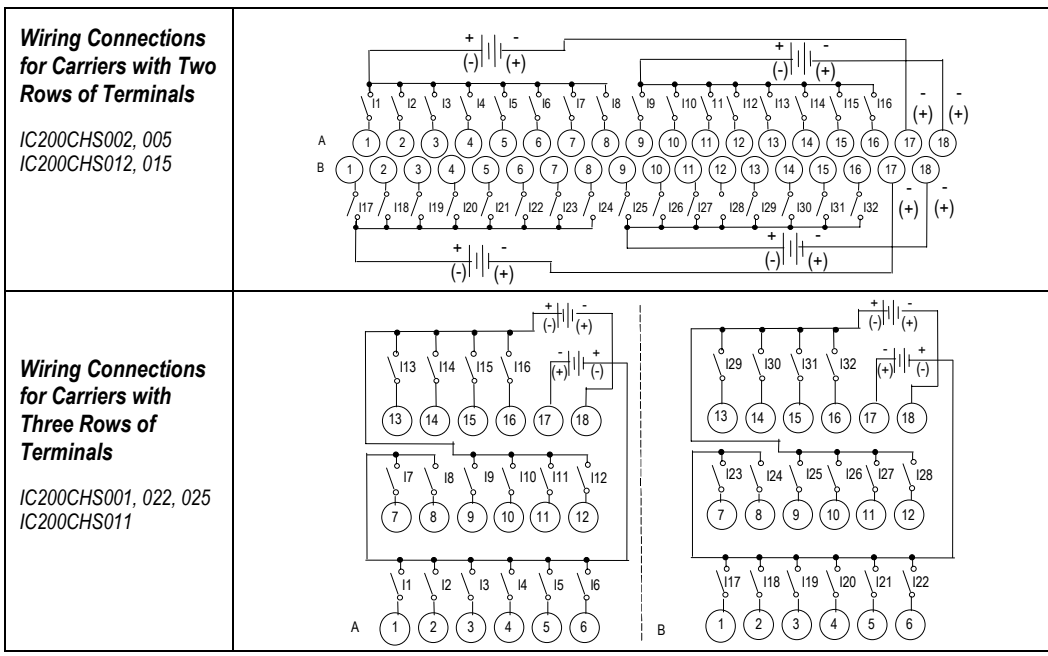 Wiring Connections
for Carriers with Two
Rows of Terminals
IC200CHS002, 005
IC200CHS012, 015
+ - + -
(-) (+) (-) (+)
I1 I2 I3 I4 I5 I6 I7 I8 I9 I10 I11 I12 I13 I14 I15 I16
- -
(+) (+)
A 1 2 3 4 5 6 7 8 9 10 11 12 13 14 15 16 17 18
B 1 2 3 4 5 6 7 8 9 10 11 12 13 14 15 16 17 18
I17 I18 I19 I20 I21 I22 I23 I24 I25 I26 I27 I28 I29 I30 I31 I32
- -
(+) (+)
+ - + -
(-) (+) (-) (+)
Wiring Connections
for Carriers with
Three Rows of
Terminals
IC200CHS001, 022, 025
IC200CHS011
+ -
(-) (+)
- +
(+) (-)
I13 I14 I15 I16
13 14 15 16 17 18
I7 I8 I9 I10 I11 I12
7 8 9 10 11 12
I1 I2 I3 I4 I5 I6
A 1 2 3 4 5 6
+ -
(-) (+)
- +
(+) (-)
I29 I30 I31 I32
13 14 15 16 17 18
I23 I24 I25 I26 I27 I28
7 8 9 10 11 12
I17 I18 I19 I20 I21 I22
B 1 2 3 4 5 6